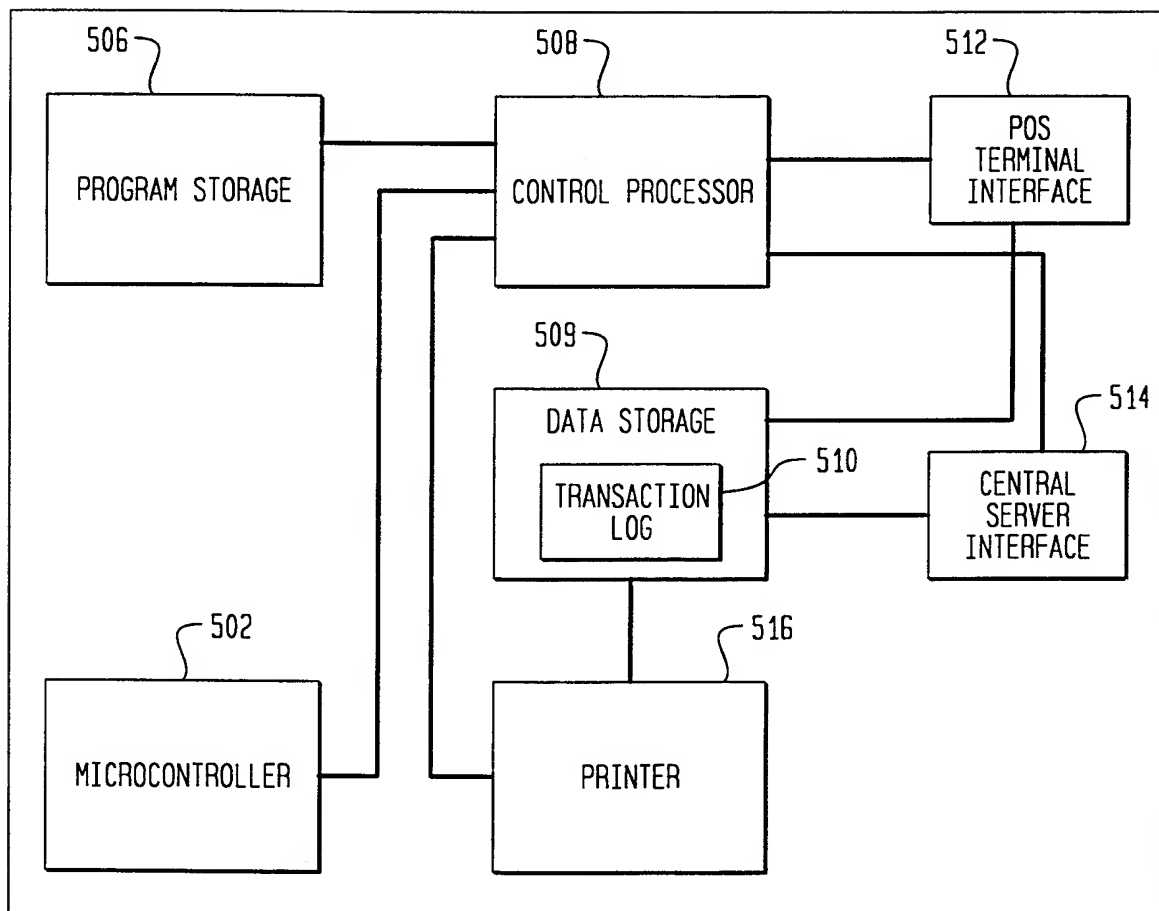 506
508
512
PROGRAM STORAGE
CONTROL PROCESSOR
POS
TERMINAL
INTERFACE
509
DATA STORAGE
510
TRANSACTION
LOG
514
CENTRAL
SERVER
INTERFACE
502
516
MICROCONTROLLER
PRINTER